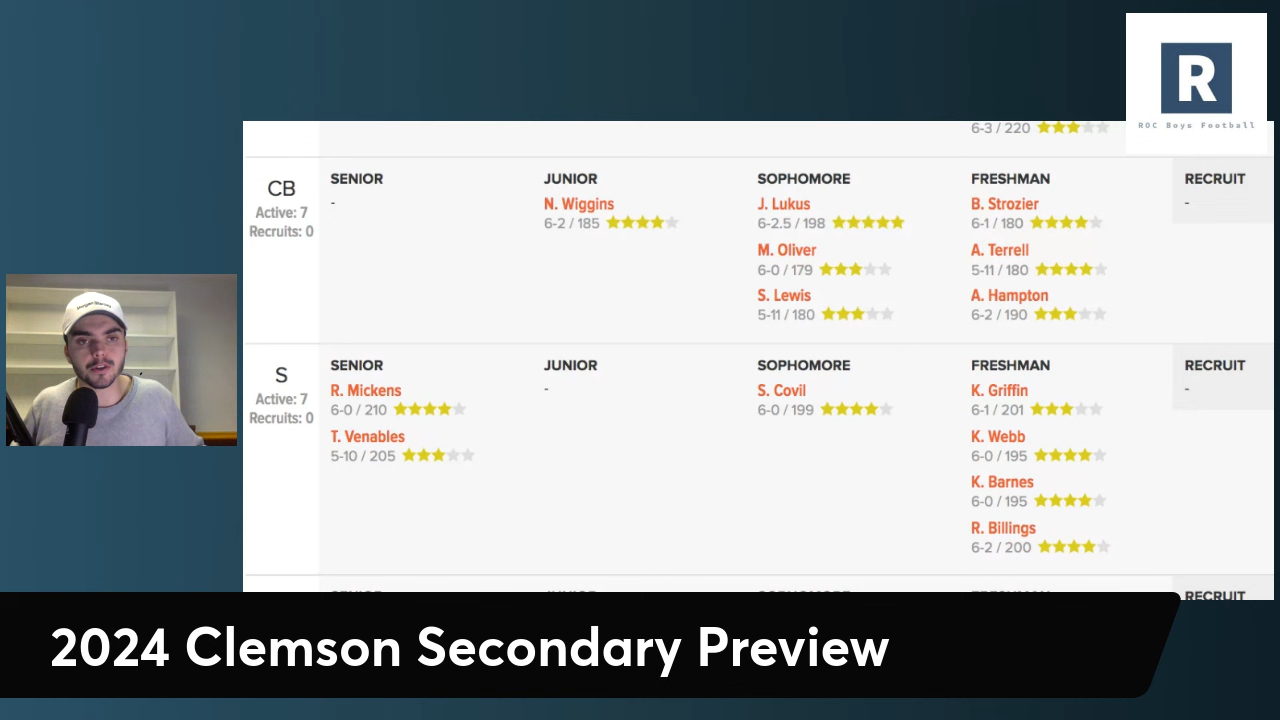 R
ROC Boys Football
6-3 / 220
CB
Active: 7
Recruits: 0
SENIOR
-
JUNIOR
N. Wiggins
6-2 / 185
SOPHOMORE
J. Lukus
6-2.5 / 198
M. Oliver
6-0 / 179
S. Lewis
5-11 / 180
FRESHMAN
B. Strozier
6-1 / 180
A. Terrell
5-11 / 180
A. Hampton
6-2 / 190
RECRUIT
-
S
Active: 7
Recruits: 0
SENIOR
R. Mickens
6-0 / 210
T. Venables
5-10 / 205
JUNIOR
-
SOPHOMORE
S. Covil
6-0 / 199
FRESHMAN
K. Griffin
6-1 / 201
K. Webb
6-0 / 195
K. Barnes
6-0 / 195
R. Billings
6-2 / 200
RECRUIT
-
RECRUIT
2024 Clemson Secondary Preview